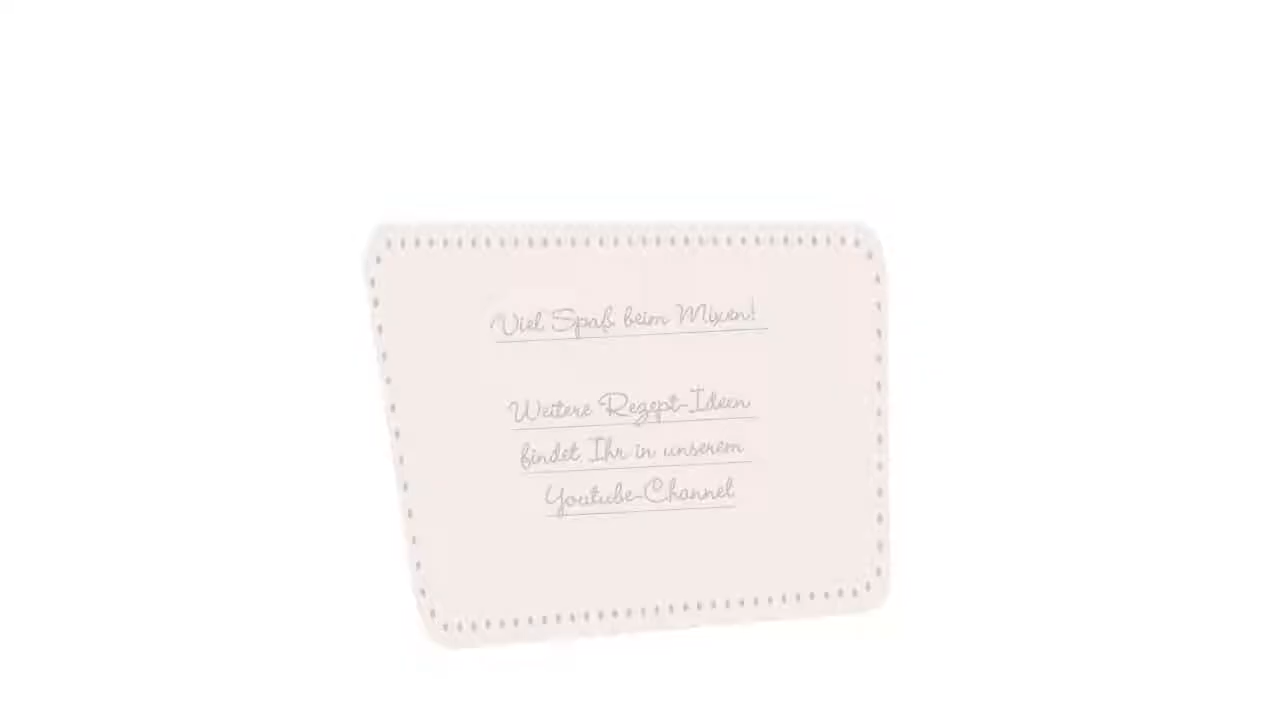 Viel Spaß beim Mixen!
Weitere Rezept-Ideen
findet Ihr in unserem
Youtube-Channel